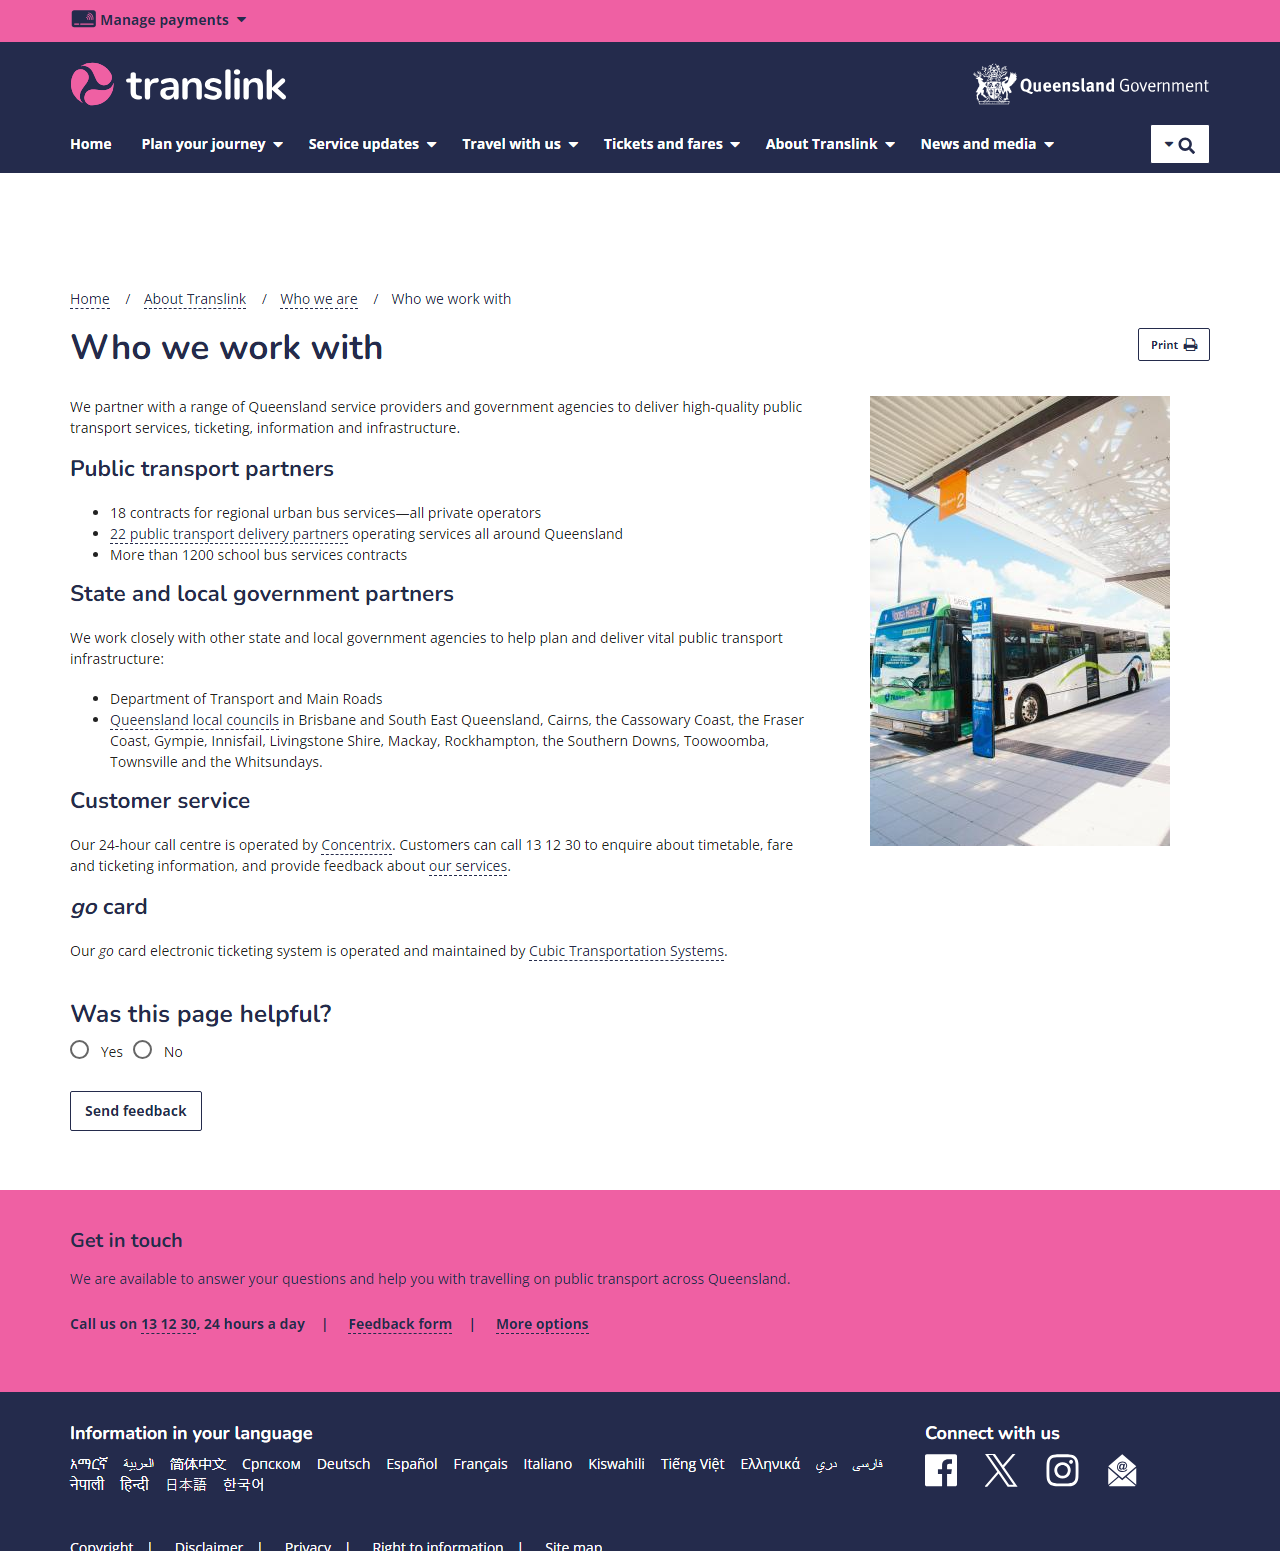 Manage payments
translink
Queensland Government
Home Plan your journey Service updates Travel with us Tickets and fares About Translink News and media
Home / About Translink / Who we are / Who we work with
Who we work with
Print
We partner with a range of Queensland service providers and government agencies to deliver high-quality public
transport services, ticketing, information and infrastructure.
Public transport partners
18 contracts for regional urban bus services—all private operators
22 public transport delivery partners operating services all around Queensland
More than 1200 school bus services contracts
State and local government partners
We work closely with other state and local government agencies to help plan and deliver vital public transport
infrastructure:
Department of Transport and Main Roads
Queensland local councils in Brisbane and South East Queensland, Cairns, the Cassowary Coast, the Fraser
Coast, Gympie, Innisfail, Livingstone Shire, Mackay, Rockhampton, the Southern Downs, Toowoomba,
Townsville and the Whitsundays.
2
Noosa Heads
Customer service
Our 24-hour call centre is operated by Concentrix. Customers can call 13 12 30 to enquire about timetable, fare
and ticketing information, and provide feedback about our services.
go card
Our go card electronic ticketing system is operated and maintained by Cubic Transportation Systems.
Was this page helpful?
Yes No
Send feedback
Get in touch
We are available to answer your questions and help you with travelling on public transport across Queensland.
Call us on 13 12 30, 24 hours a day | Feedback form | More options
Information in your language
አማርኛ العربية 简体中文 Српском Deutsch Español Français Italiano Kiswahili Tiếng Việt Ελληνικά دري فارسی
नेपाली हिन्दी 日本語 한국어
Connect with us
Copyright | Disclaimer | Privacy | Right to information | Site map